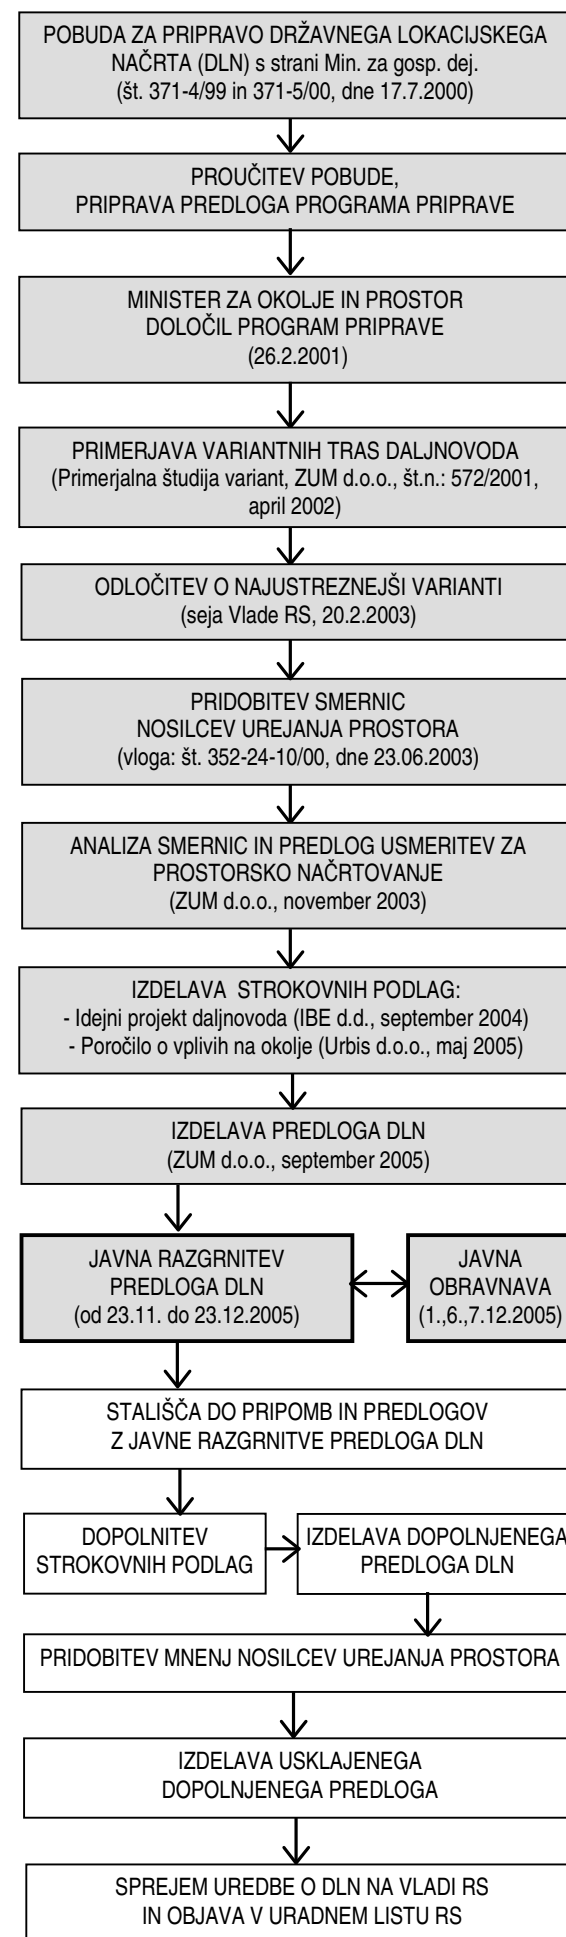 POBUDA ZA PRIPRAVO DRŽAVNEGA LOKACIJSKEGA
NAČRTA (DLN) s strani Min. za gosp. dej.
(št. 371-4/99 in 371-5/00, dne 17.7.2000)
PROUČITEV POBUDE,
PRIPRAVA PREDLOGA PROGRAMA PRIPRAVE
MINISTER ZA OKOLJE IN PROSTOR
DOLOČIL PROGRAM PRIPRAVE
(26.2.2001)
PRIMERJAVA VARIANTNIH TRAS DALJNOVODA
(Primerjalna študija variant, ZUM d.o.o., št.n.: 572/2001,
april 2002)
ODLOČITEV O NAJUSTREZNEJŠI VARIANTI
(seja Vlade RS, 20.2.2003)
PRIDOBITEV SMERNIC
NOSILCEV UREJANJA PROSTORA
(vloga: št. 352-24-10/00, dne 23.06.2003)
ANALIZA SMERNIC IN PREDLOG USMERITEV ZA
PROSTORSKO NAČRTOVANJE
(ZUM d.o.o., november 2003)
IZDELAVA STROKOVNIH PODLAG:
- Idejni projekt daljnovoda (IBE d.d., september 2004)
- Poročilo o vplivih na okolje (Urbis d.o.o., maj 2005)
IZDELAVA PREDLOGA DLN
(ZUM d.o.o., september 2005)
JAVNA RAZGRNITEV
PREDLOGA DLN
(od 23.11. do 23.12.2005)
JAVNA
OBRAVNAVA
(1.,6.,7.12.2005)
STALIŠČA DO PRIPOMB IN PREDLOGOV
Z JAVNE RAZGRNITVE PREDLOGA DLN
DOPOLNITEV
STROKOVNIH PODLAG
IZDELAVA DOPOLNJENEGA
PREDLOGA DLN
PRIDOBITEV MNENJ NOSILCEV UREJANJA PROSTORA
IZDELAVA USKLAJENEGA
DOPOLNJENEGA PREDLOGA
SPREJEM UREDBE O DLN NA VLADI RS
IN OBJAVA V URADNEM LISTU RS